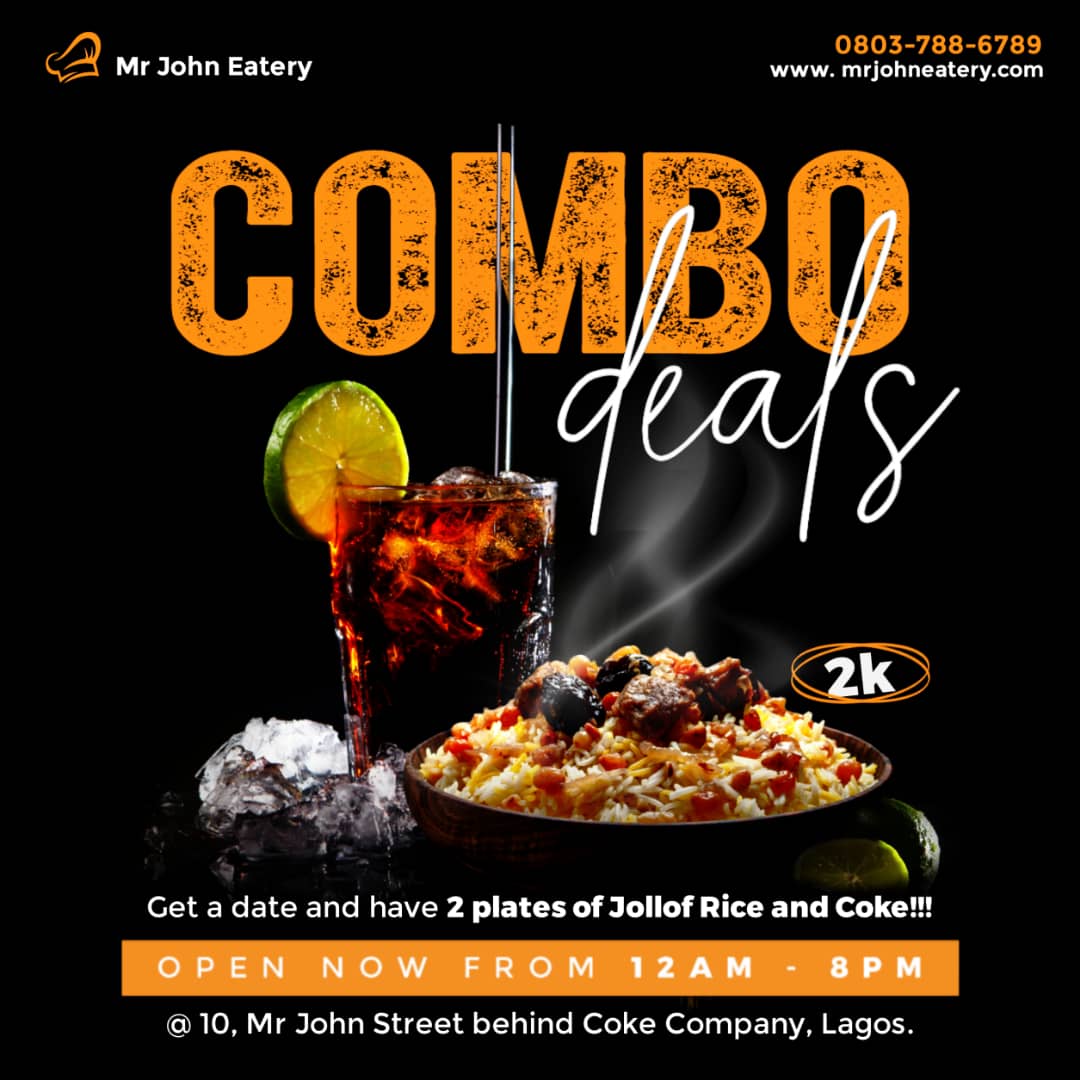 Mr John Eatery
0803-788-6789
www. mrjohneatery.com
COMBO
deals
2k
Get a date and have 2 plates of Jollof Rice and Coke!!!
OPEN NOW FROM 12AM - 8PM
@ 10, Mr John Street behind Coke Company, Lagos.